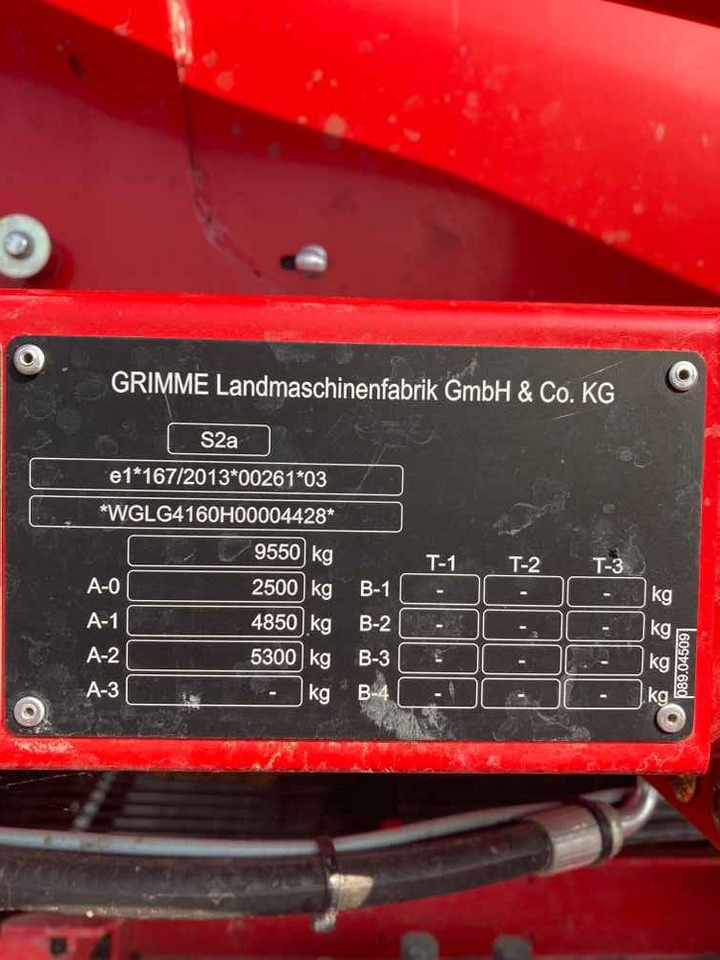 GRIMME Landmaschinenfabrik GmbH & Co. KG
S2a
e1*167/2013*00261*03
*WGLG4160H00004428*
9550 kg
T-1 T-2 T-3
A-0 2500 kg B-1 - - - kg
A-1 4850 kg B-2 - - - kg
A-2 5300 kg B-3 - - - kg
A-3 - kg B-4 - - - kg
089.04509